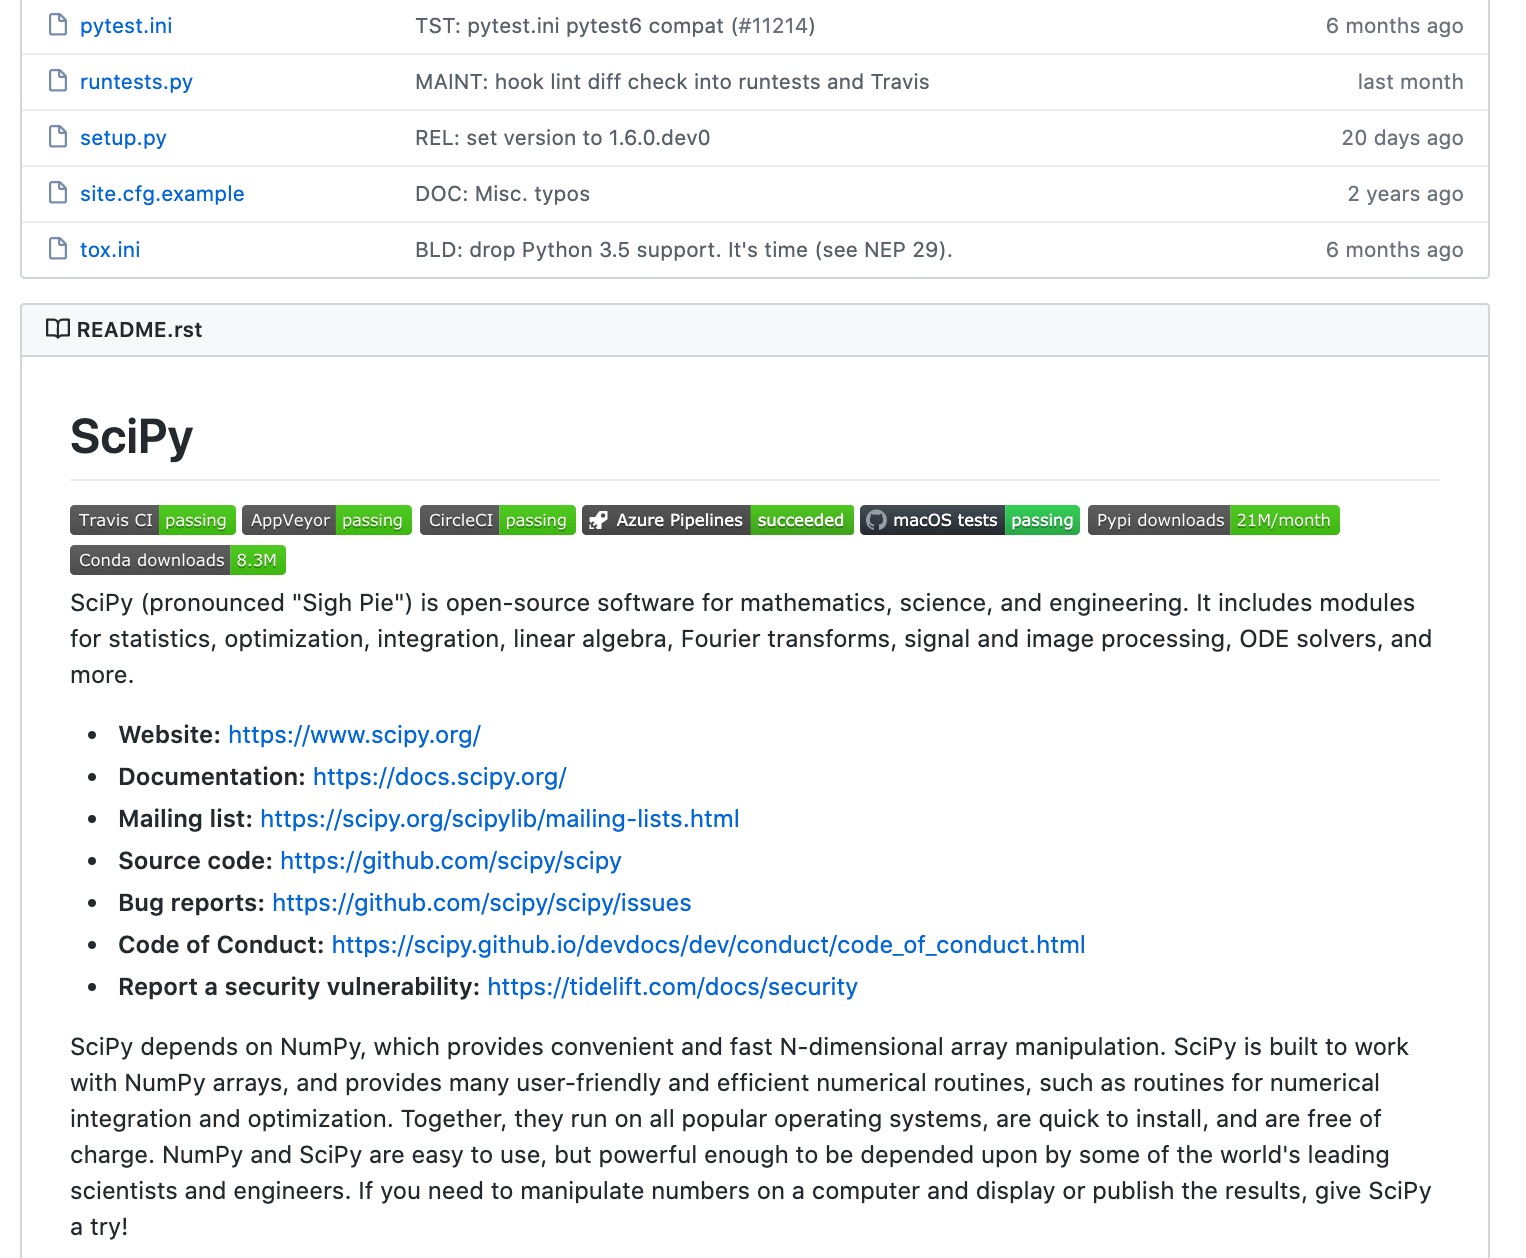 pytest.ini TST: pytest.ini pytest6 compat (#11214) 6 months ago
runtests.py MAINT: hook lint diff check into runtests and Travis last month
setup.py REL: set version to 1.6.0.dev0 20 days ago
site.cfg.example DOC: Misc. typos 2 years ago
tox.ini BLD: drop Python 3.5 support. It's time (see NEP 29). 6 months ago
README.rst
SciPy
Travis CI passing AppVeyor passing CircleCI passing Azure Pipelines succeeded macOS tests passing Pypi downloads 21M/month
Conda downloads 8.3M
SciPy (pronounced "Sigh Pie") is open-source software for mathematics, science, and engineering. It includes modules
for statistics, optimization, integration, linear algebra, Fourier transforms, signal and image processing, ODE solvers, and
more.
• Website: https://www.scipy.org/
• Documentation: https://docs.scipy.org/
• Mailing list: https://scipy.org/scipylib/mailing-lists.html
• Source code: https://github.com/scipy/scipy
• Bug reports: https://github.com/scipy/scipy/issues
• Code of Conduct: https://scipy.github.io/devdocs/dev/conduct/code_of_conduct.html
• Report a security vulnerability: https://tidelift.com/docs/security
SciPy depends on NumPy, which provides convenient and fast N-dimensional array manipulation. SciPy is built to work
with NumPy arrays, and provides many user-friendly and efficient numerical routines, such as routines for numerical
integration and optimization. Together, they run on all popular operating systems, are quick to install, and are free of
charge. NumPy and SciPy are easy to use, but powerful enough to be depended upon by some of the world's leading
scientists and engineers. If you need to manipulate numbers on a computer and display or publish the results, give SciPy
a try!